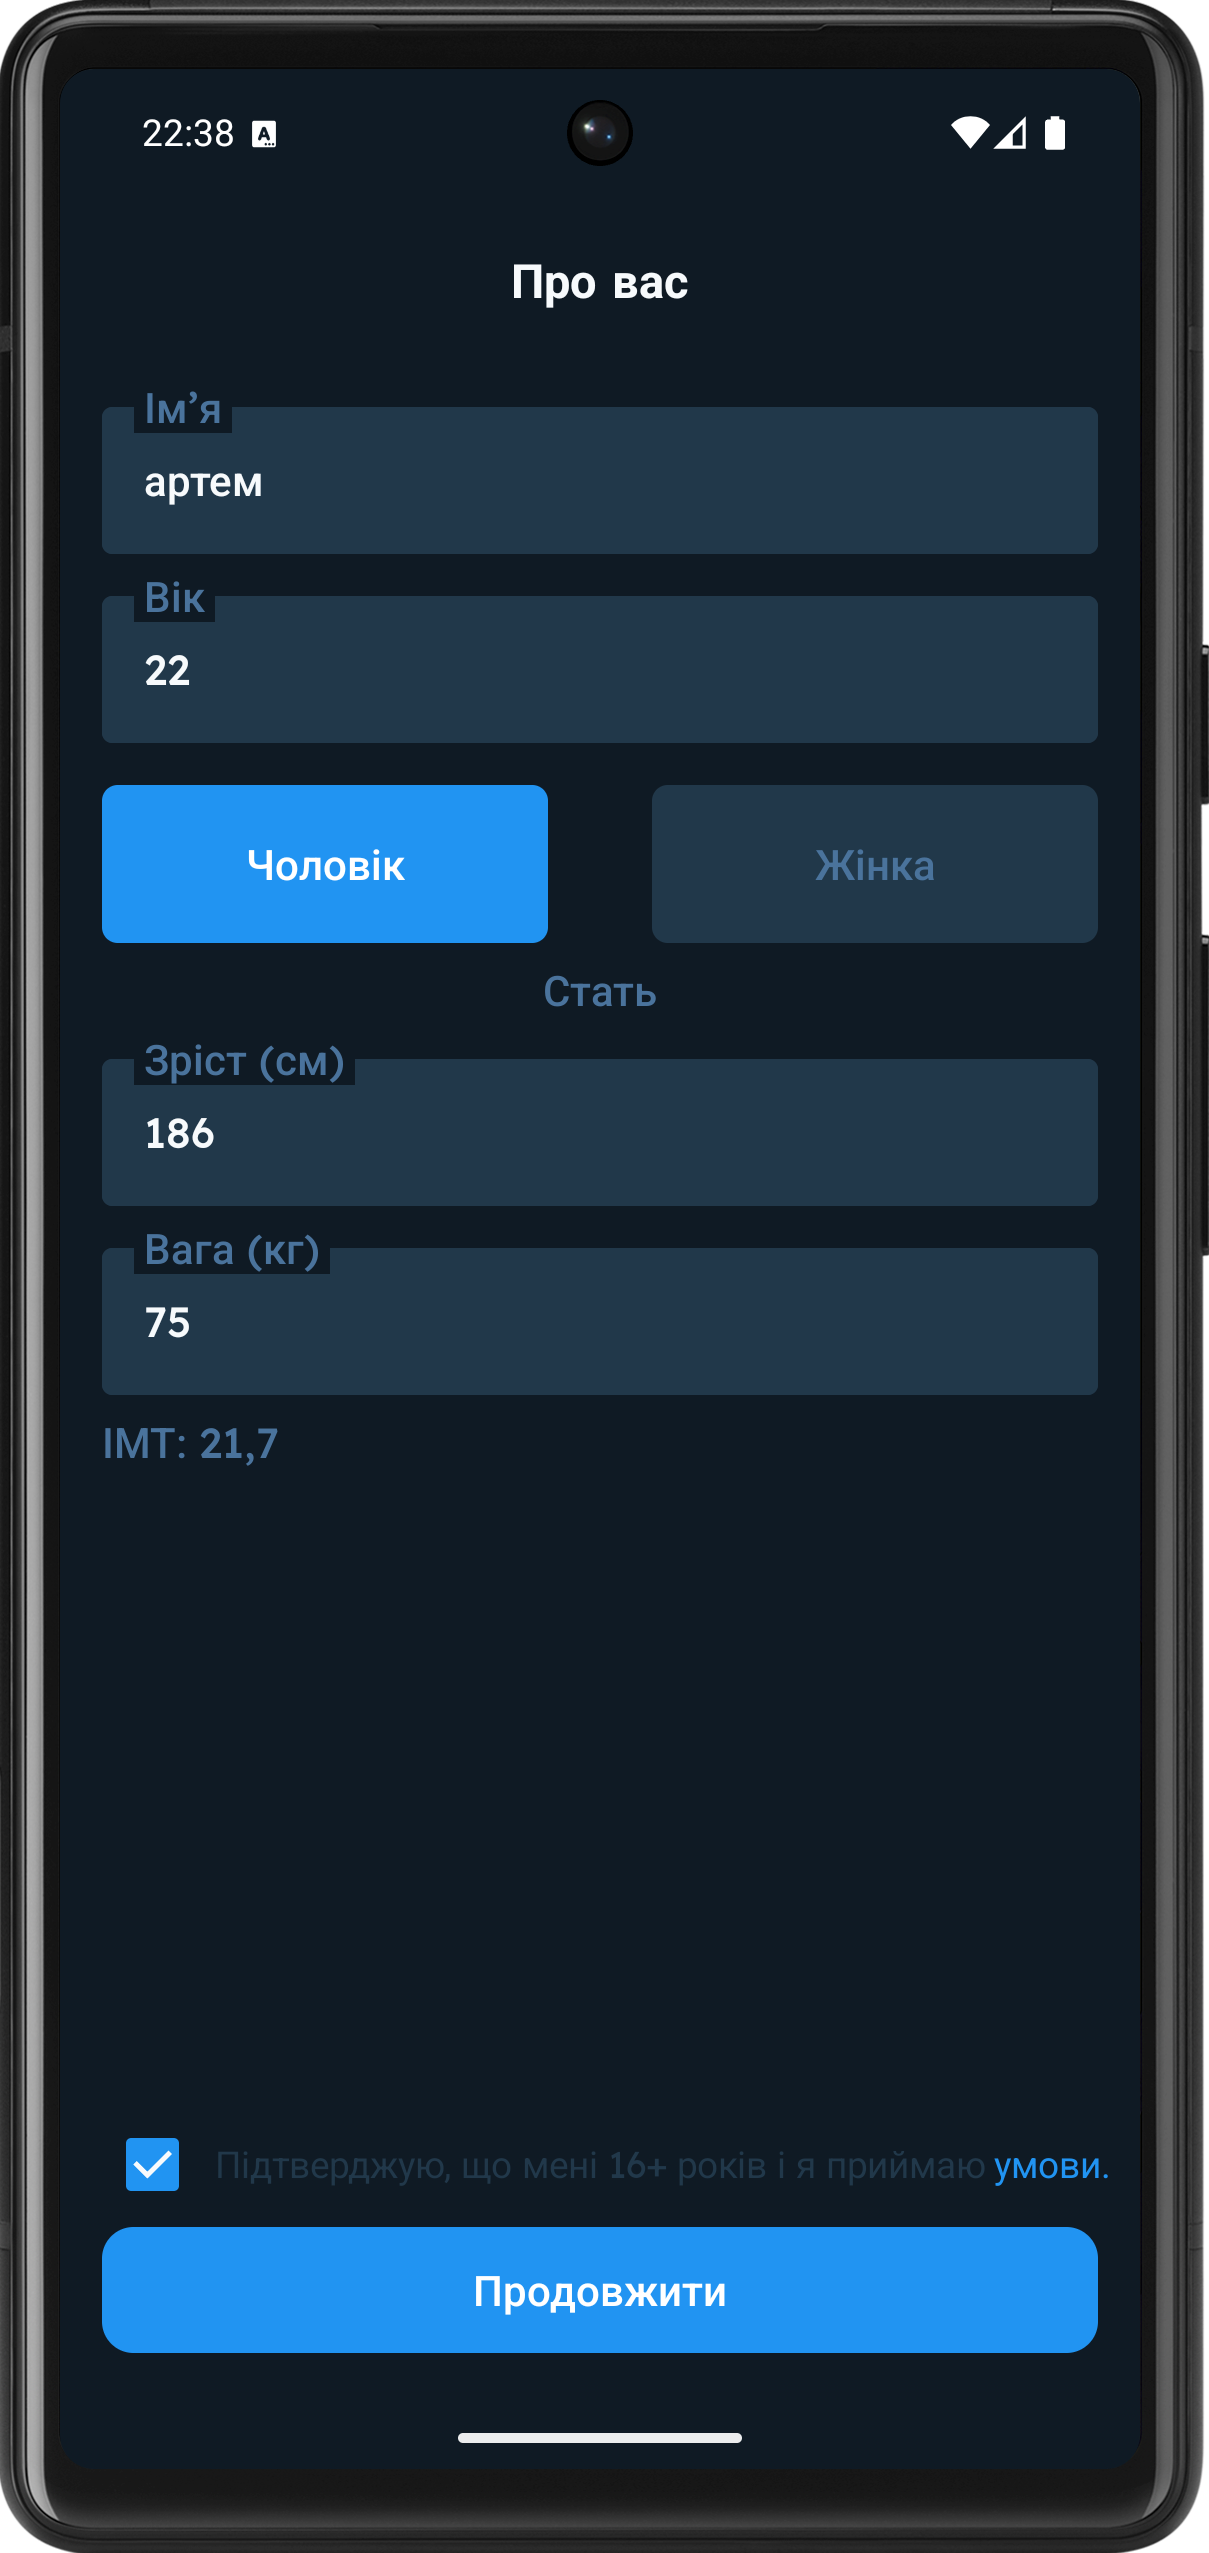 22:38
Про вас
Ім’я
артем
Вік
22
Чоловік
Жінка
Стать
Зріст (см)
186
Вага (кг)
75
ІМТ: 21,7
Підтверджую, що мені 16+ років і я приймаю умови.
Продовжити